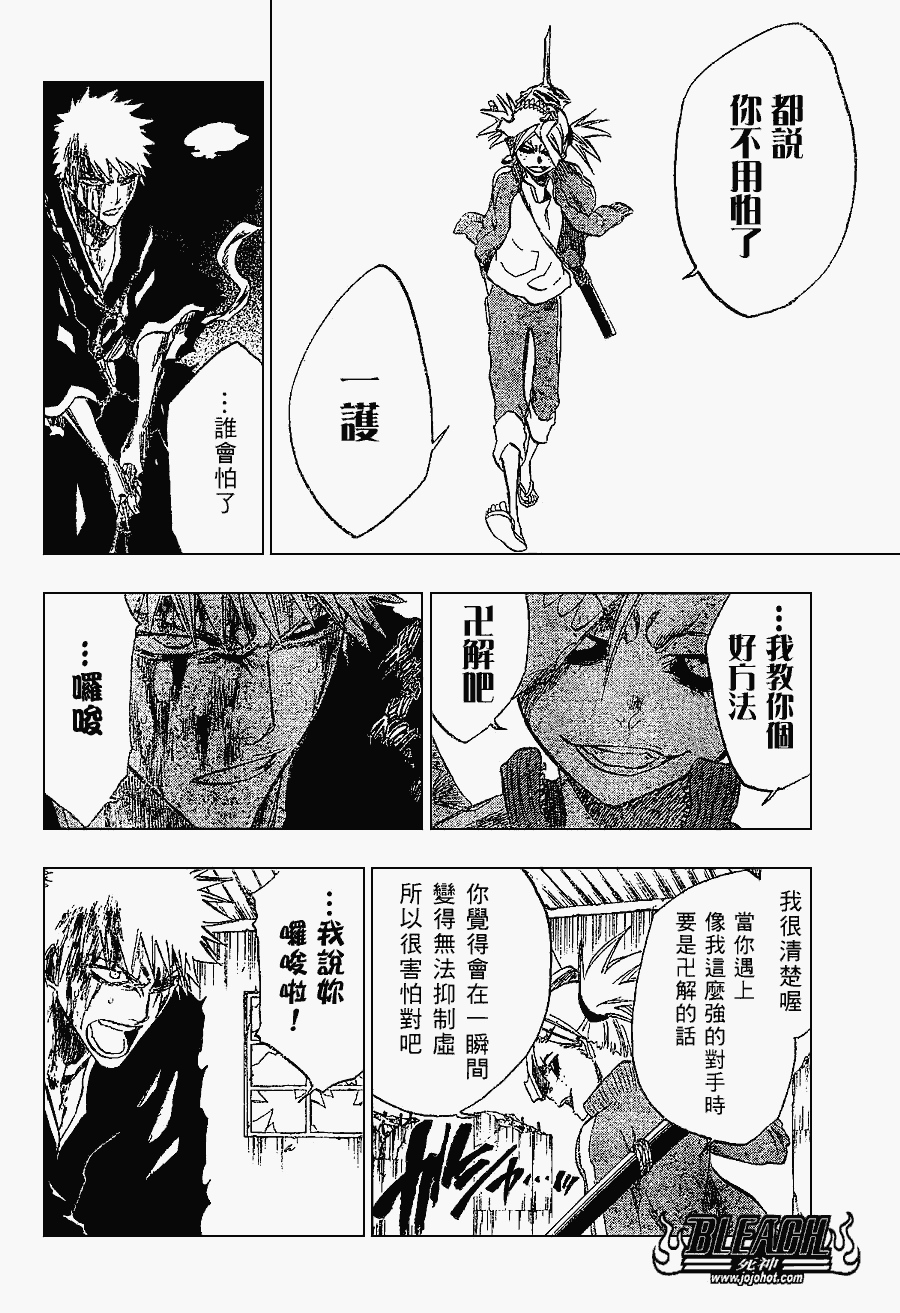 都説
你不用怕了
一護
…誰會怕了
…我教你個
好方法
卍解吧
…囉唆
我很清楚喔
當你遇上
像我這麼強的對手時
要是卍解的話
你覺得會在一瞬間
變得無法抑制虛
所以很害怕對吧
…我說妳
囉唆啦！
BLEACH
死神
www.jojohot.com